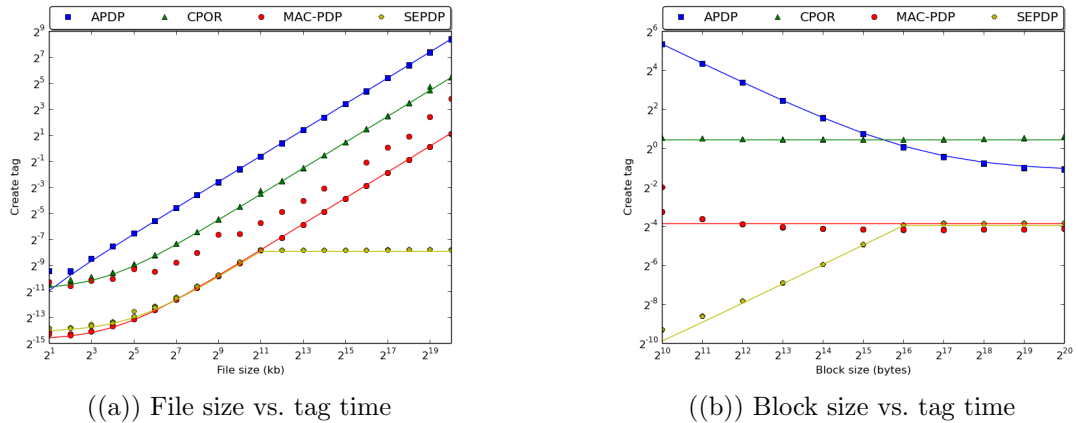 APDP CPOR MAC-PDP SEPDP
2^9
2^7
2^5
2^3
2^1
2^-1
2^-3
2^-5
2^-7
2^-9
2^-11
2^-13
2^-15
Create tag
2^1 2^3 2^5 2^7 2^9 2^11 2^13 2^15 2^17 2^19
File size (kb)
((a)) File size vs. tag time
APDP CPOR MAC-PDP SEPDP
2^6
2^4
2^2
2^0
2^-2
2^-4
2^-6
2^-8
2^-10
Create tag
2^10 2^11 2^12 2^13 2^14 2^15 2^16 2^17 2^18 2^19 2^20
Block size (bytes)
((b)) Block size vs. tag time